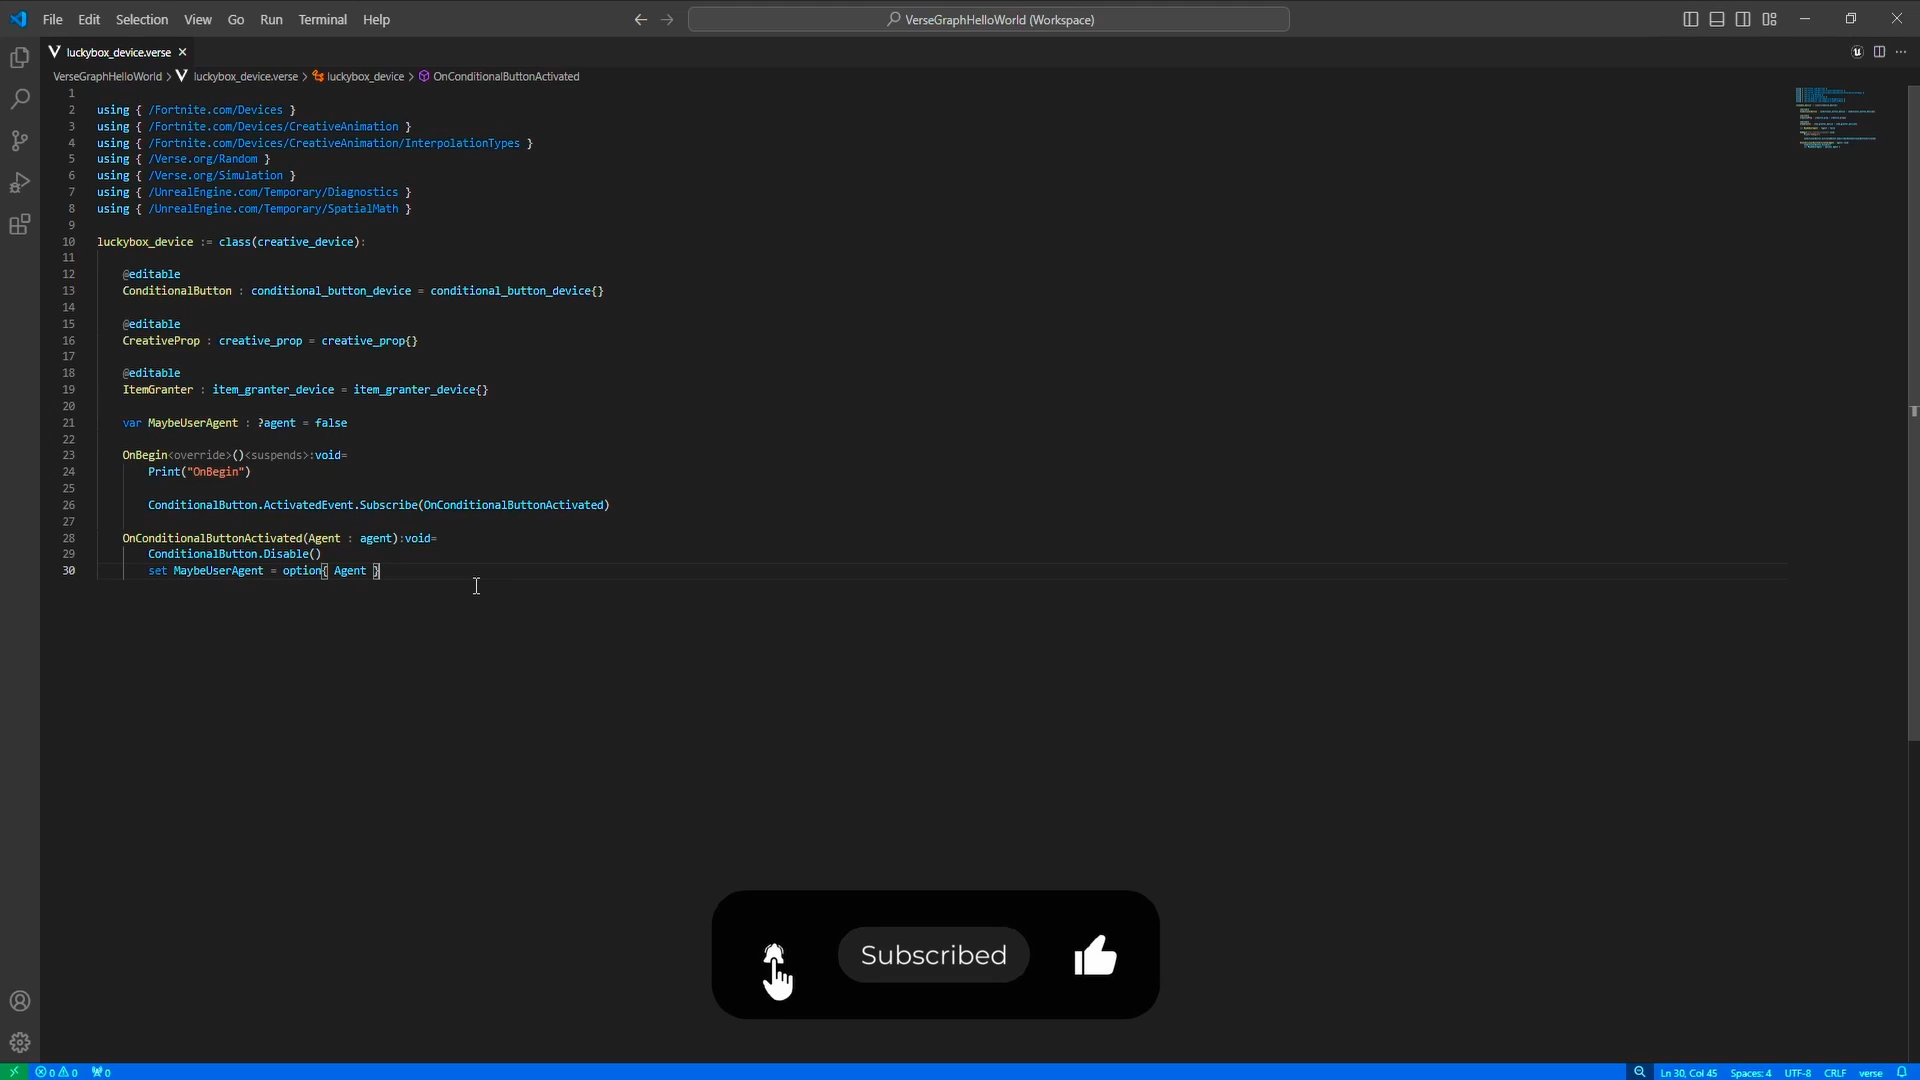 File Edit Selection View Go Run Terminal Help
VerseGraphHelloWorld (Workspace)
luckybox_device.verse
VerseGraphHelloWorld > luckybox_device.verse > luckybox_device > OnConditionalButtonActivated
1
2 using { /Fortnite.com/Devices }
3 using { /Fortnite.com/Devices/CreativeAnimation }
4 using { /Fortnite.com/Devices/CreativeAnimation/InterpolationTypes }
5 using { /Verse.org/Random }
6 using { /Verse.org/Simulation }
7 using { /UnrealEngine.com/Temporary/Diagnostics }
8 using { /UnrealEngine.com/Temporary/SpatialMath }
9
10 luckybox_device := class(creative_device):
11
12 @editable
13 ConditionalButton : conditional_button_device = conditional_button_device{}
14
15 @editable
16 CreativeProp : creative_prop = creative_prop{}
17
18 @editable
19 ItemGranter : item_granter_device = item_granter_device{}
20
21 var MaybeUserAgent : ?agent = false
22
23 OnBegin<override>()<suspends>:void=
24 Print("OnBegin")
25
26 ConditionalButton.ActivatedEvent.Subscribe(OnConditionalButtonActivated)
27
28 OnConditionalButtonActivated(Agent : agent):void=
29 ConditionalButton.Disable()
30 set MaybeUserAgent = option{ Agent }
Subscribed
0 0 0 Ln 30, Col 45 Spaces: 4 UTF-8 CRLF verse